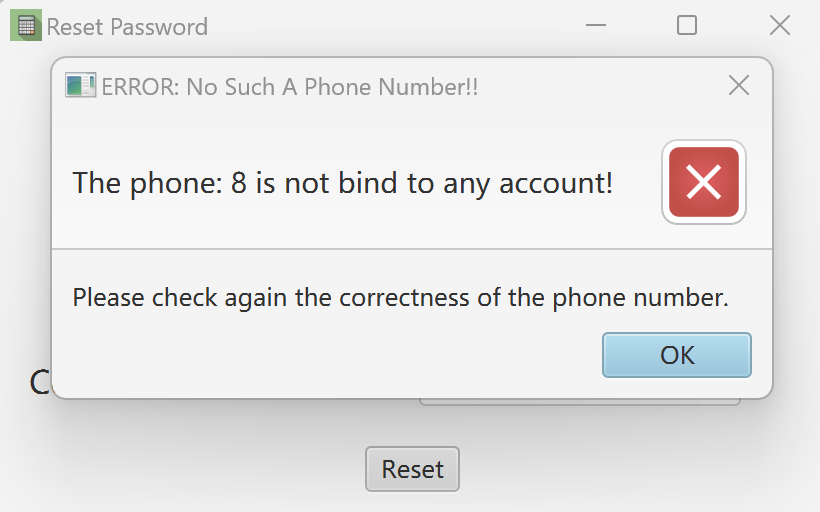 Reset Password
ERROR: No Such A Phone Number!!
The phone: 8 is not bind to any account!
Please check again the correctness of the phone number.
OK
C
Reset